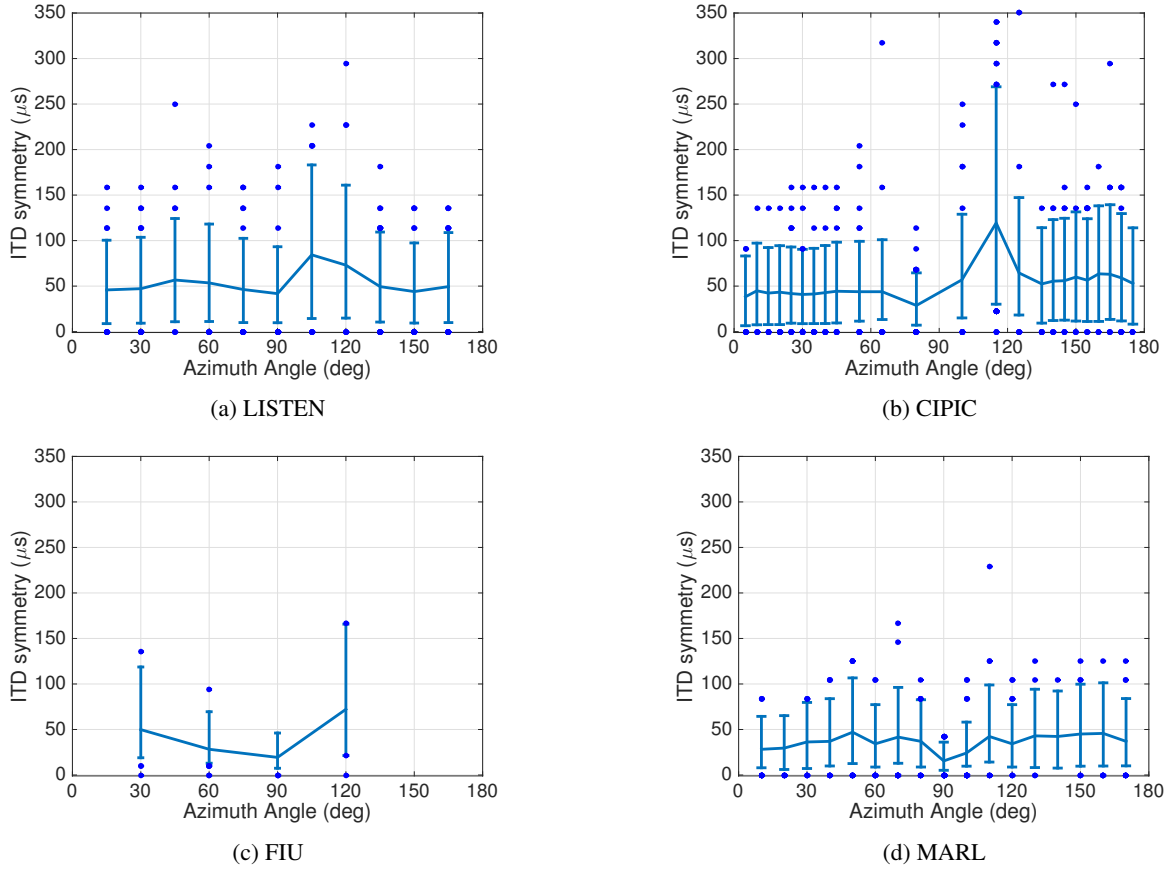 350
300
250
200
150
100
50
0
ITD symmetry (μs)
0 30 60 90 120 150 180
Azimuth Angle (deg)
(a) LISTEN
350
300
250
200
150
100
50
0
ITD symmetry (μs)
0 30 60 90 120 150 180
Azimuth Angle (deg)
(b) CIPIC
350
300
250
200
150
100
50
0
ITD symmetry (μs)
0 30 60 90 120 150 180
Azimuth Angle (deg)
(c) FIU
350
300
250
200
150
100
50
0
ITD symmetry (μs)
0 30 60 90 120 150 180
Azimuth Angle (deg)
(d) MARL